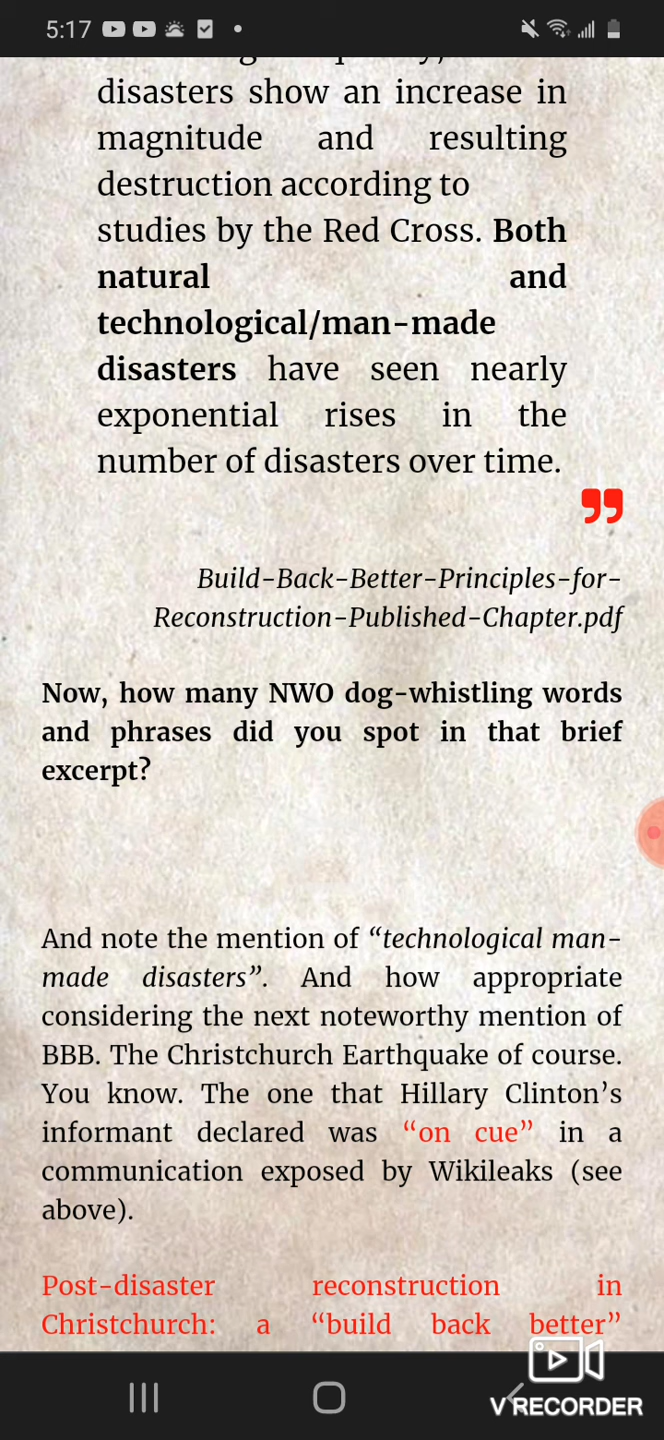 5:17
disasters show an increase in
magnitude and resulting
destruction according to
studies by the Red Cross. Both
natural and
technological/man-made
disasters have seen nearly
exponential rises in the
number of disasters over time.
”
Build-Back-Better-Principles-for-
Reconstruction-Published-Chapter.pdf
Now, how many NWO dog-whistling words
and phrases did you spot in that brief
excerpt?
And note the mention of “technological man-
made disasters”. And how appropriate
considering the next noteworthy mention of
BBB. The Christchurch Earthquake of course.
You know. The one that Hillary Clinton’s
informant declared was “on cue” in a
communication exposed by Wikileaks (see
above).
Post-disaster reconstruction in
Christchurch: a “build back better”
V RECORDER